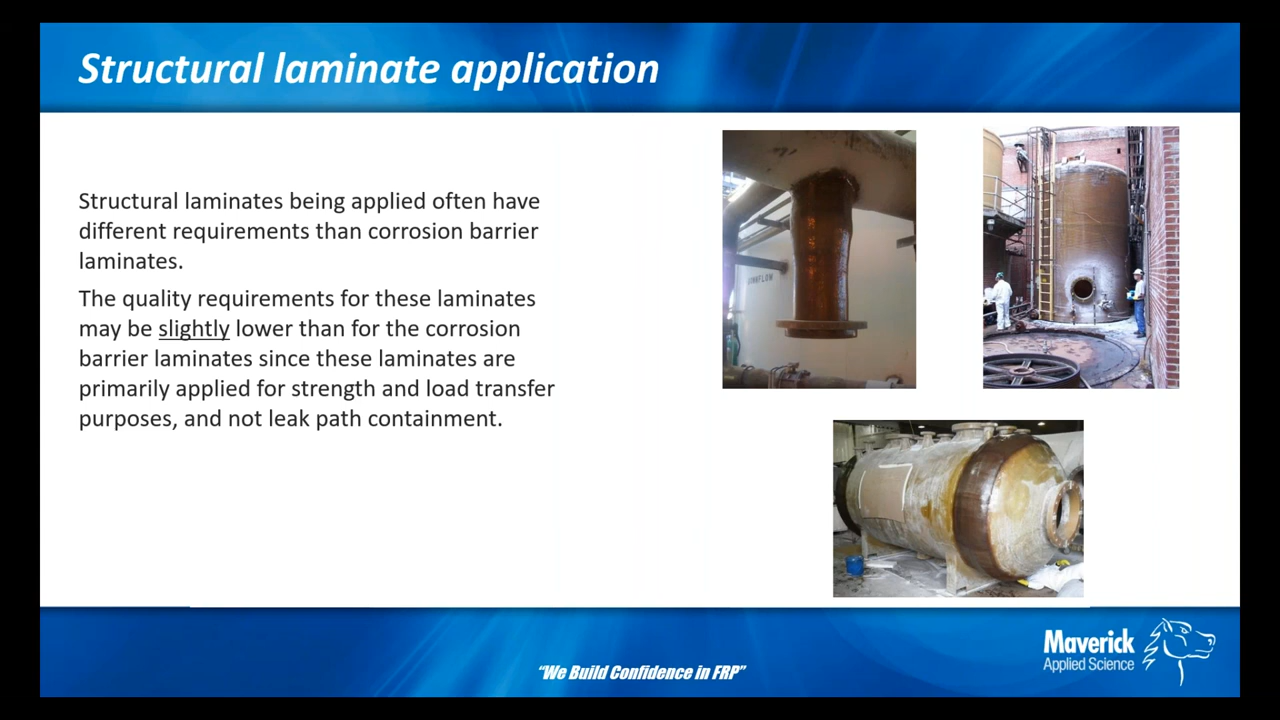 Structural laminate application
Structural laminates being applied often have
different requirements than corrosion barrier
laminates.
The quality requirements for these laminates
may be slightly lower than for the corrosion
barrier laminates since these laminates are
primarily applied for strength and load transfer
purposes, and not leak path containment.
“We Build Confidence in FRP”
Maverick
Applied Science